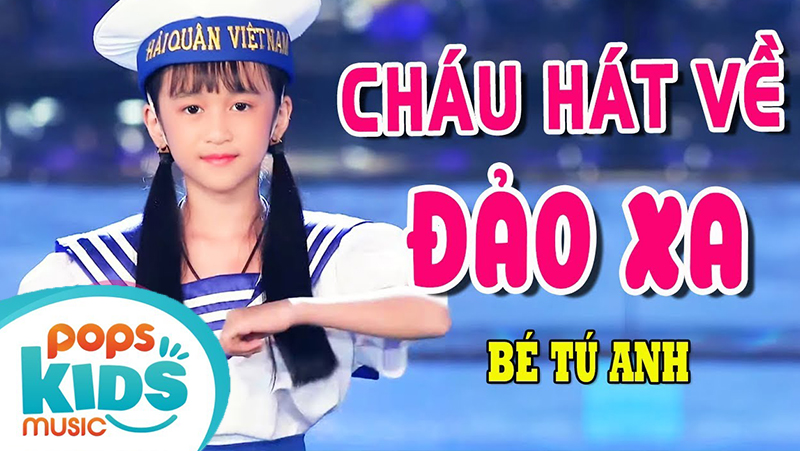 HẢI QUÂN VIỆT NAM
CHÁU HÁT VỀ
ĐẢO XA
BÉ TÚ ANH
POPS
KIDS
MUSIC